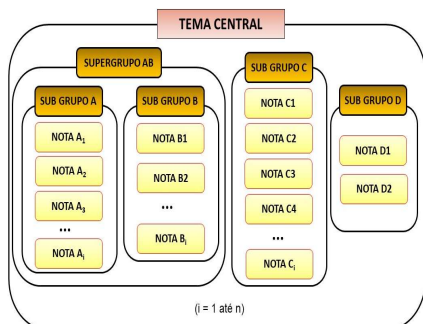 TEMA CENTRAL
SUPERGRUPO AB
SUB GRUPO A
NOTA A₁
NOTA A₂
NOTA A₃
...
NOTA Aᵢ
SUB GRUPO B
NOTA B1
NOTA B2
...
NOTA Bᵢ
SUB GRUPO C
NOTA C1
NOTA C2
NOTA C3
NOTA C4
...
NOTA Cᵢ
SUB GRUPO D
NOTA D1
NOTA D2
(i = 1 até n)